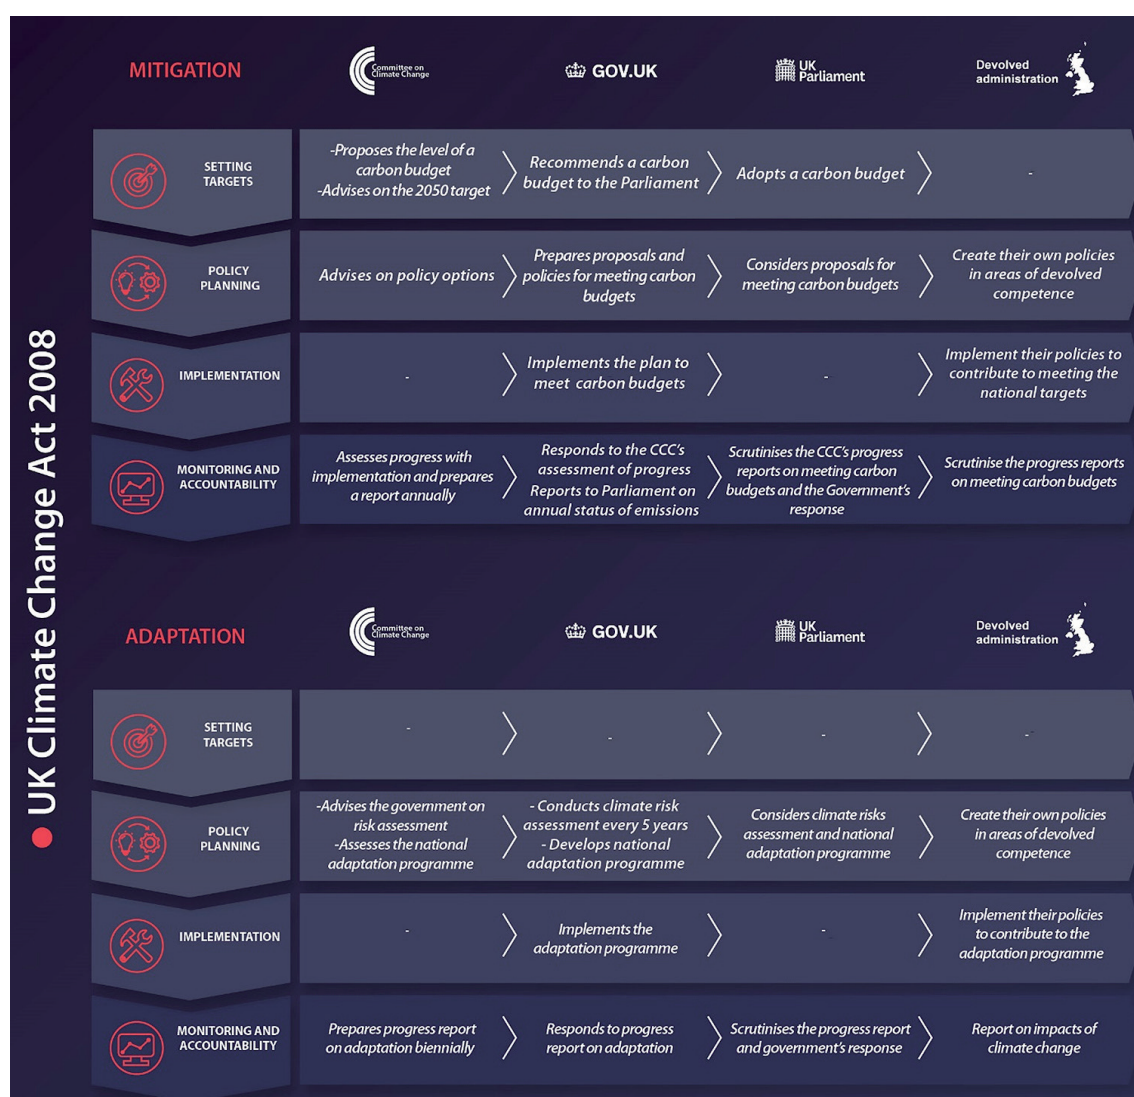 UK Climate Change Act 2008
MITIGATION
Committee on
Climate Change
GOV.UK
UK
Parliament
Devolved
administration
SETTING
TARGETS
-Proposes the level of a
carbon budget
-Advises on the 2050 target
Recommends a carbon
budget to the Parliament
Adopts a carbon budget
-
POLICY
PLANNING
Advises on policy options
Prepares proposals and
policies for meeting carbon
budgets
Considers proposals for
meeting carbon budgets
Create their own policies
in areas of devolved
competence
IMPLEMENTATION
-
Implements the plan to
meet carbon budgets
-
Implement their policies to
contribute to meeting the
national targets
MONITORING AND
ACCOUNTABILITY
Assesses progress with
implementation and prepares
a report annually
Responds to the CCC's
assessment of progress
Reports to Parliament on
annual status of emissions
Scrutinises the CCC's progress
reports on meeting carbon
budgets and the Government's
response
Scrutinise the progress reports
on meeting carbon budgets
ADAPTATION
Committee on
Climate Change
GOV.UK
UK
Parliament
Devolved
administration
SETTING
TARGETS
-
-
-
-
POLICY
PLANNING
-Advises the government on
risk assessment
-Assesses the national
adaptation programme
- Conducts climate risk
assessment every 5 years
- Develops national
adaptation programme
Considers climate risks
assessment and national
adaptation programme
Create their own policies
in areas of devolved
competence
IMPLEMENTATION
-
Implements the
adaptation programme
-
Implement their policies
to contribute to the
adaptation programme
MONITORING AND
ACCOUNTABILITY
Prepares progress report
on adaptation biennially
Responds to progress
report on adaptation
Scrutinises the progress report
and government's response
Report on impacts of
climate change